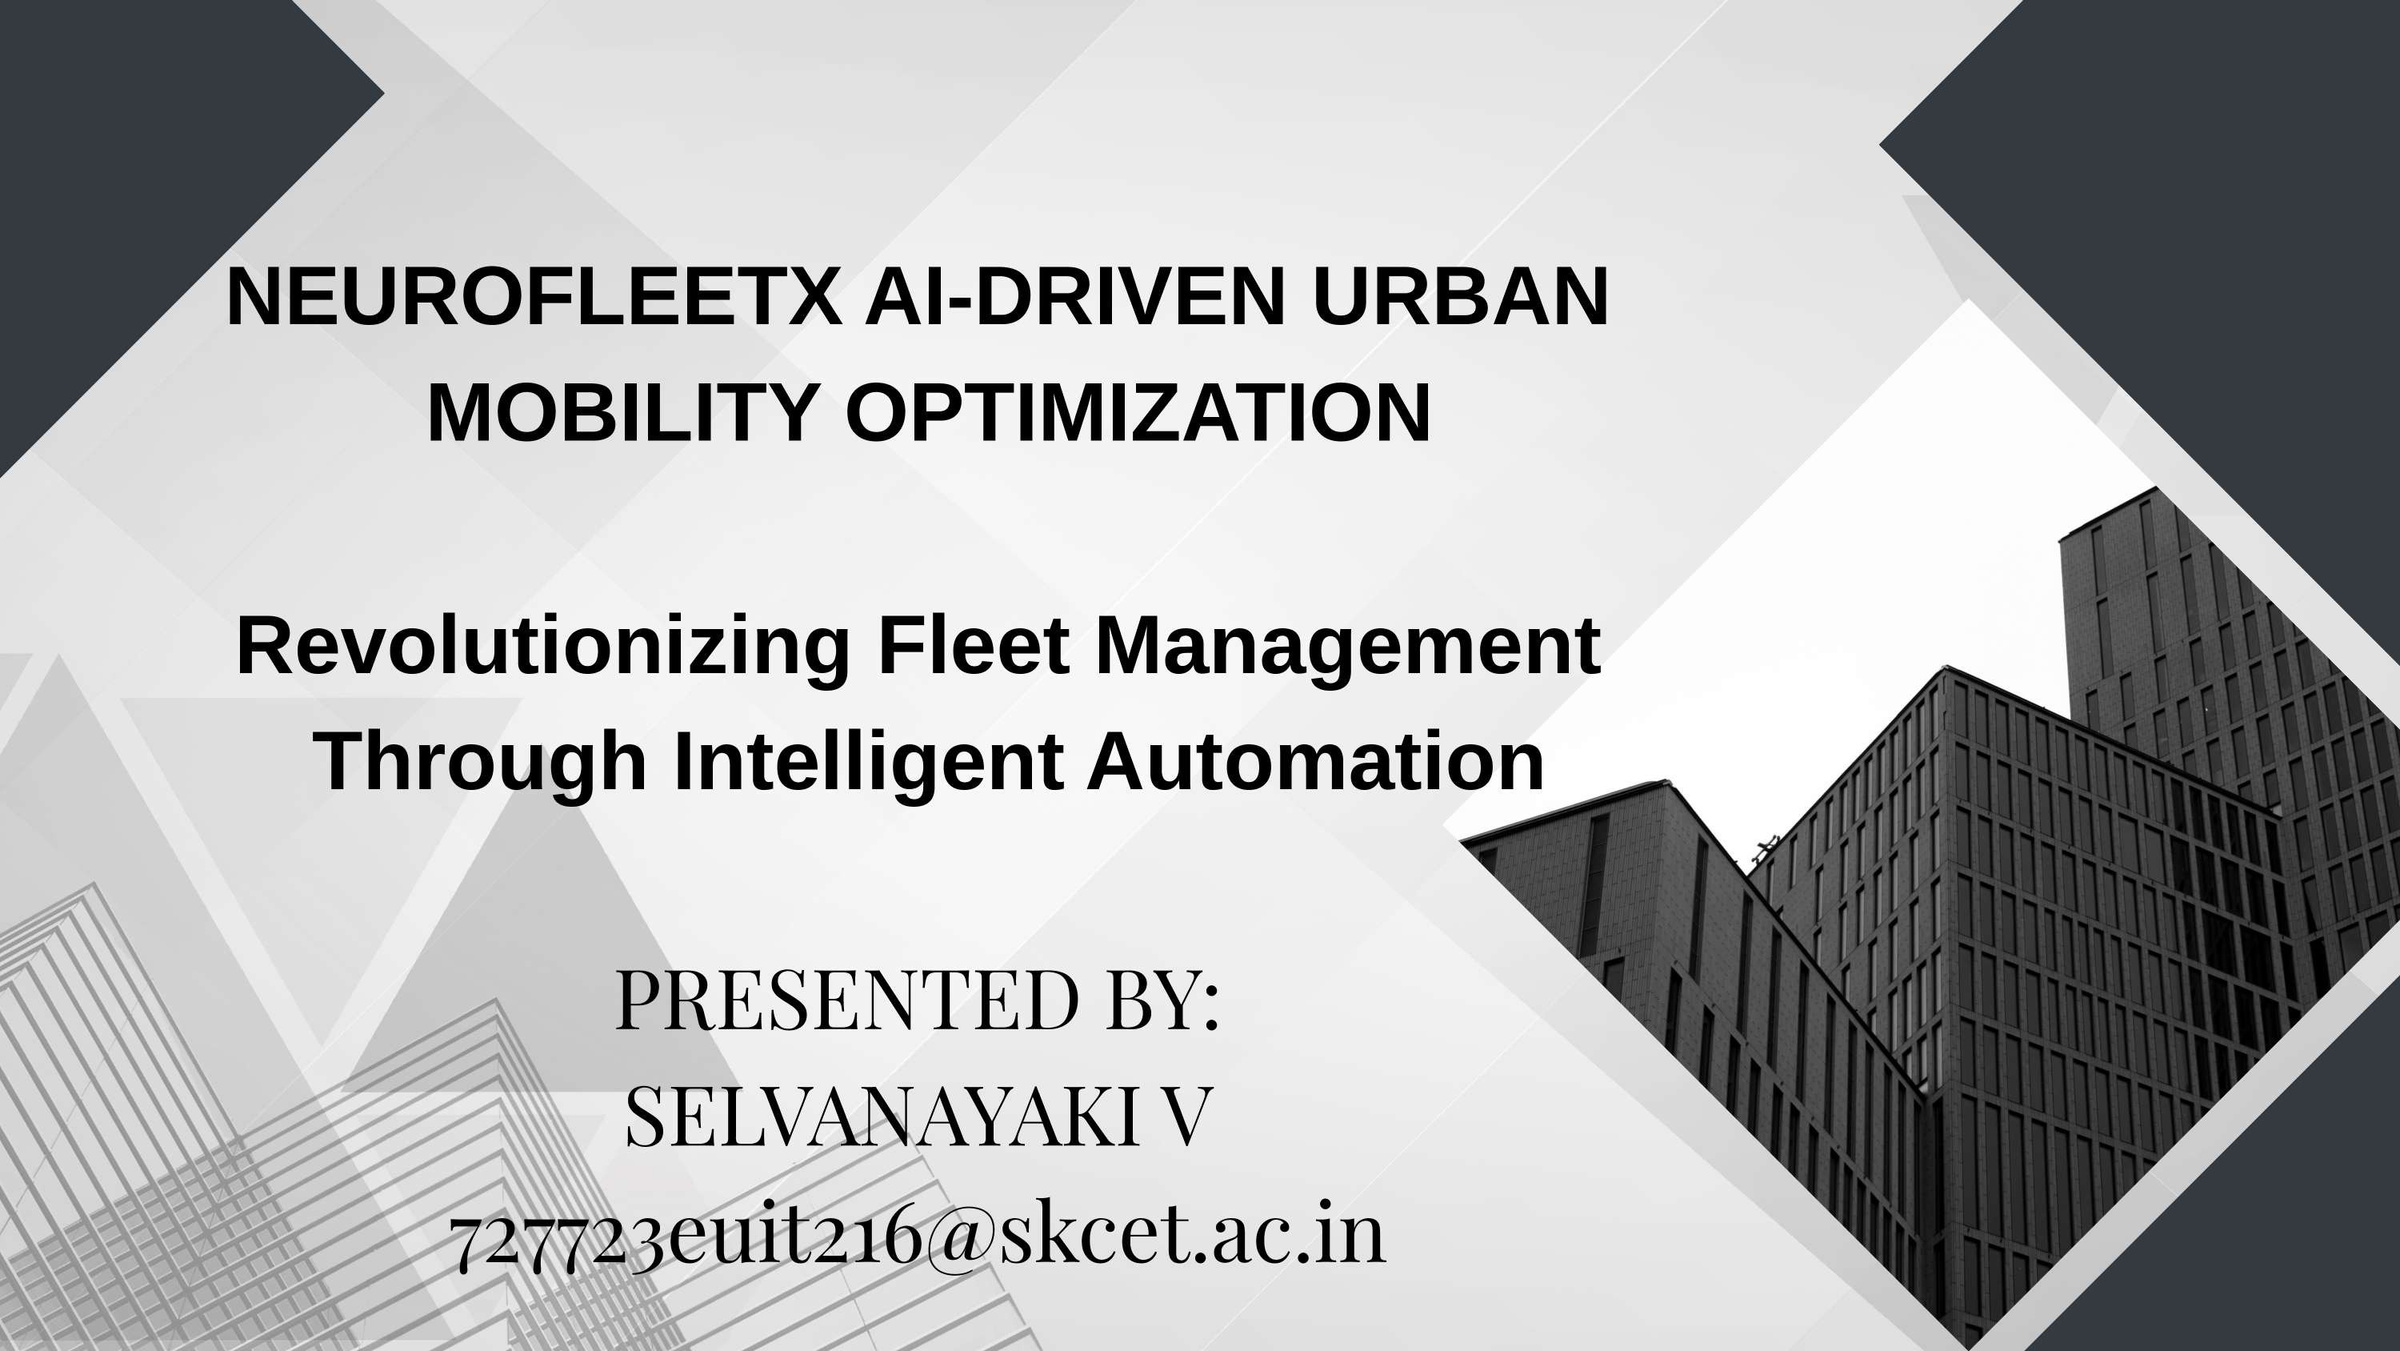 NEUROFLEETX AI-DRIVEN URBAN
MOBILITY OPTIMIZATION
Revolutionizing Fleet Management
Through Intelligent Automation
PRESENTED BY:
SELVANAYAKI V
727723euit216@skcet.ac.in